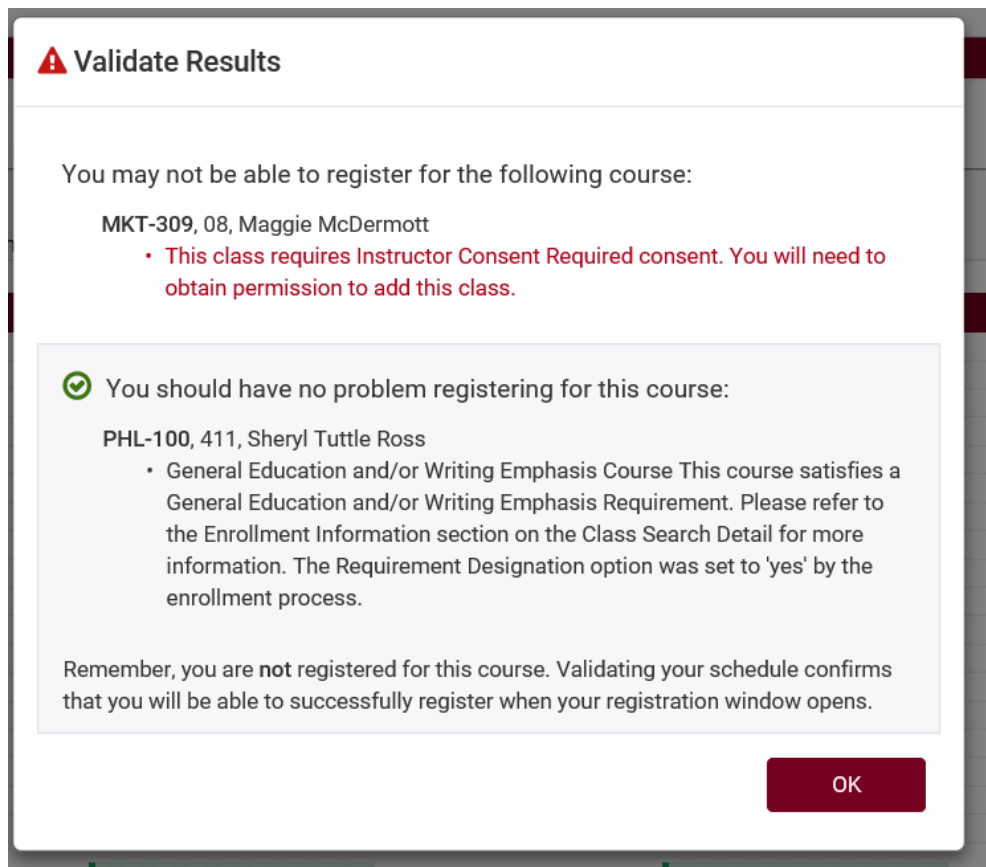 Validate Results
You may not be able to register for the following course:
MKT-309, 08, Maggie McDermott
• This class requires Instructor Consent Required consent. You will need to
obtain permission to add this class.
You should have no problem registering for this course:
PHL-100, 411, Sheryl Tuttle Ross
• General Education and/or Writing Emphasis Course This course satisfies a
General Education and/or Writing Emphasis Requirement. Please refer to
the Enrollment Information section on the Class Search Detail for more
information. The Requirement Designation option was set to 'yes' by the
enrollment process.
Remember, you are not registered for this course. Validating your schedule confirms
that you will be able to successfully register when your registration window opens.
OK